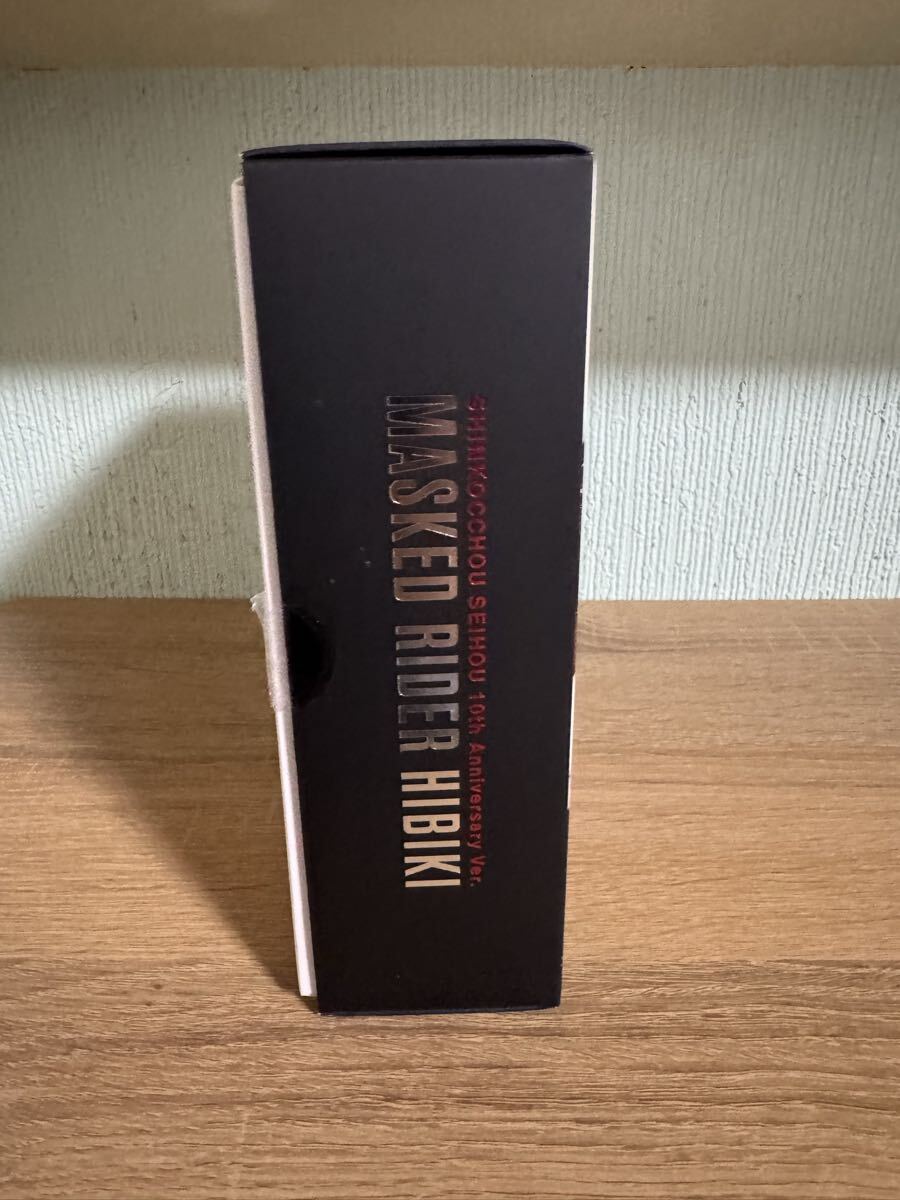 SHINKOCCHOU SEIHOU 10th Anniversary Ver.
MASKED RIDER HIBIKI